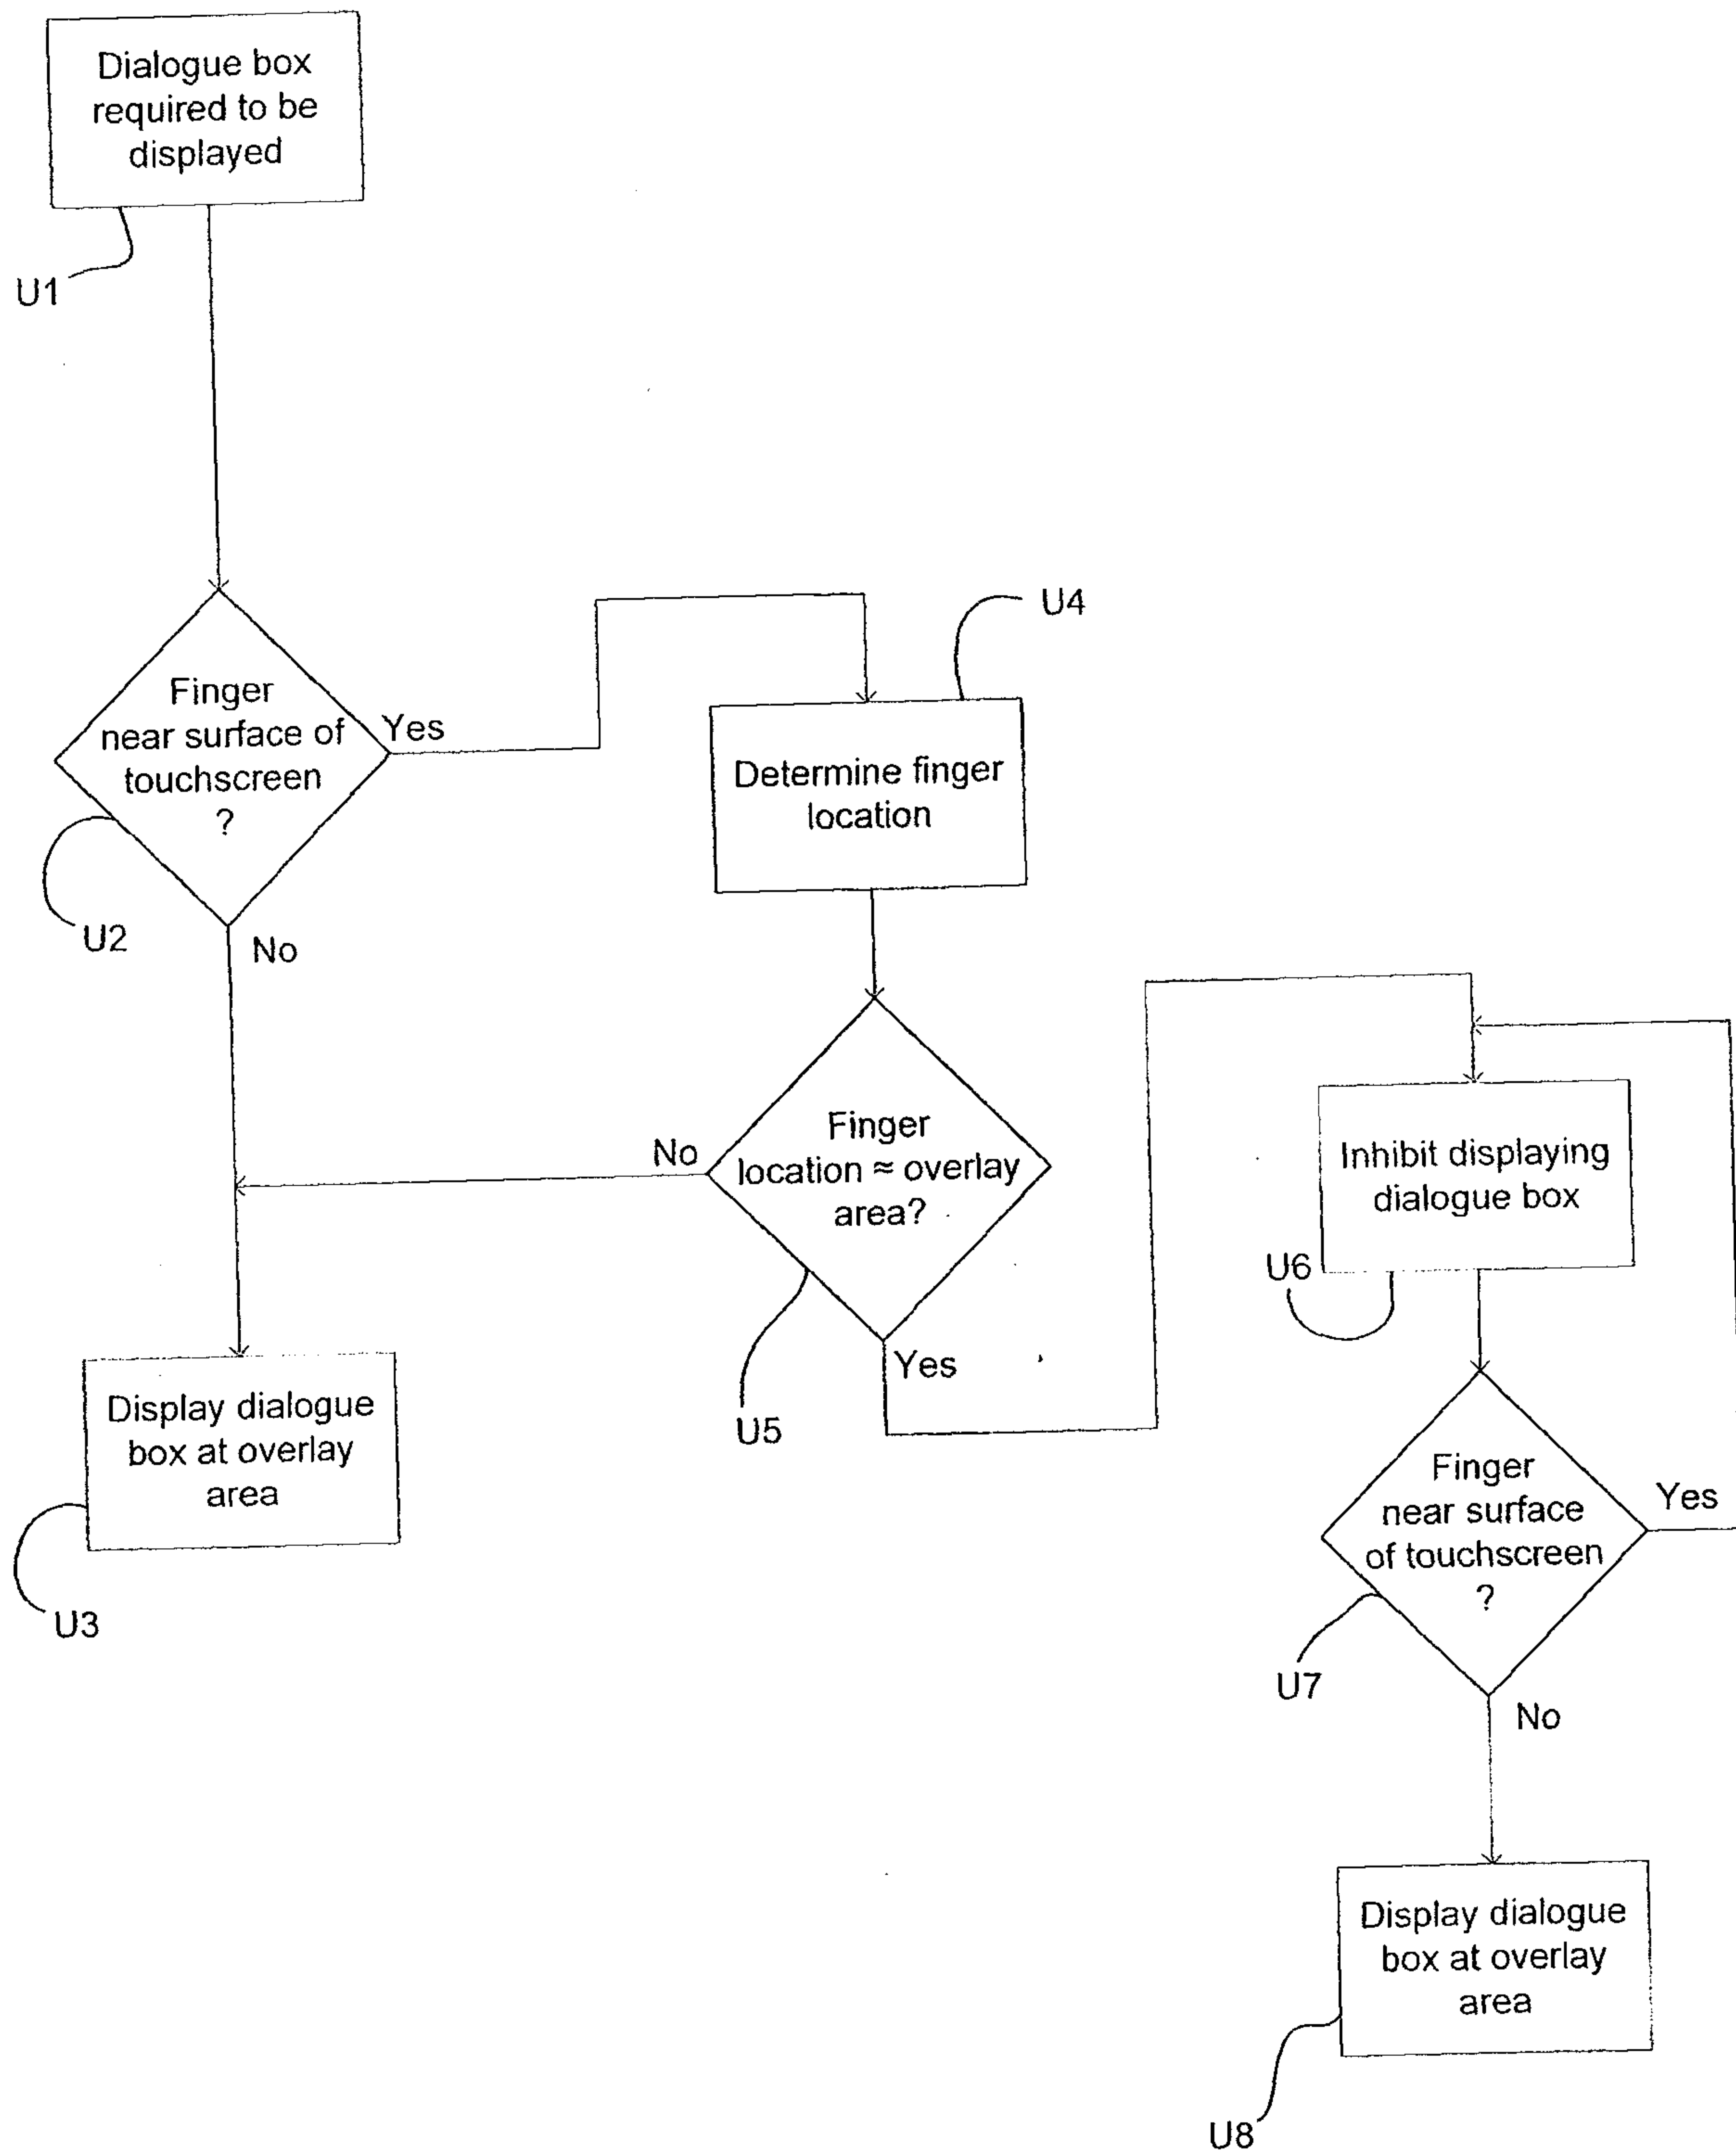 Dialogue box
required to be
displayed
U1
Finger
near surface of
touchscreen
?
Yes
U2
No
U4
Determine finger
location
Finger
location ≈ overlay
area?
No
Yes
U5
Display dialogue
box at overlay
area
U3
Inhibit displaying
dialogue box
U6
Finger
near surface
of touchscreen
?
Yes
U7
No
Display dialogue
box at overlay
area
U8